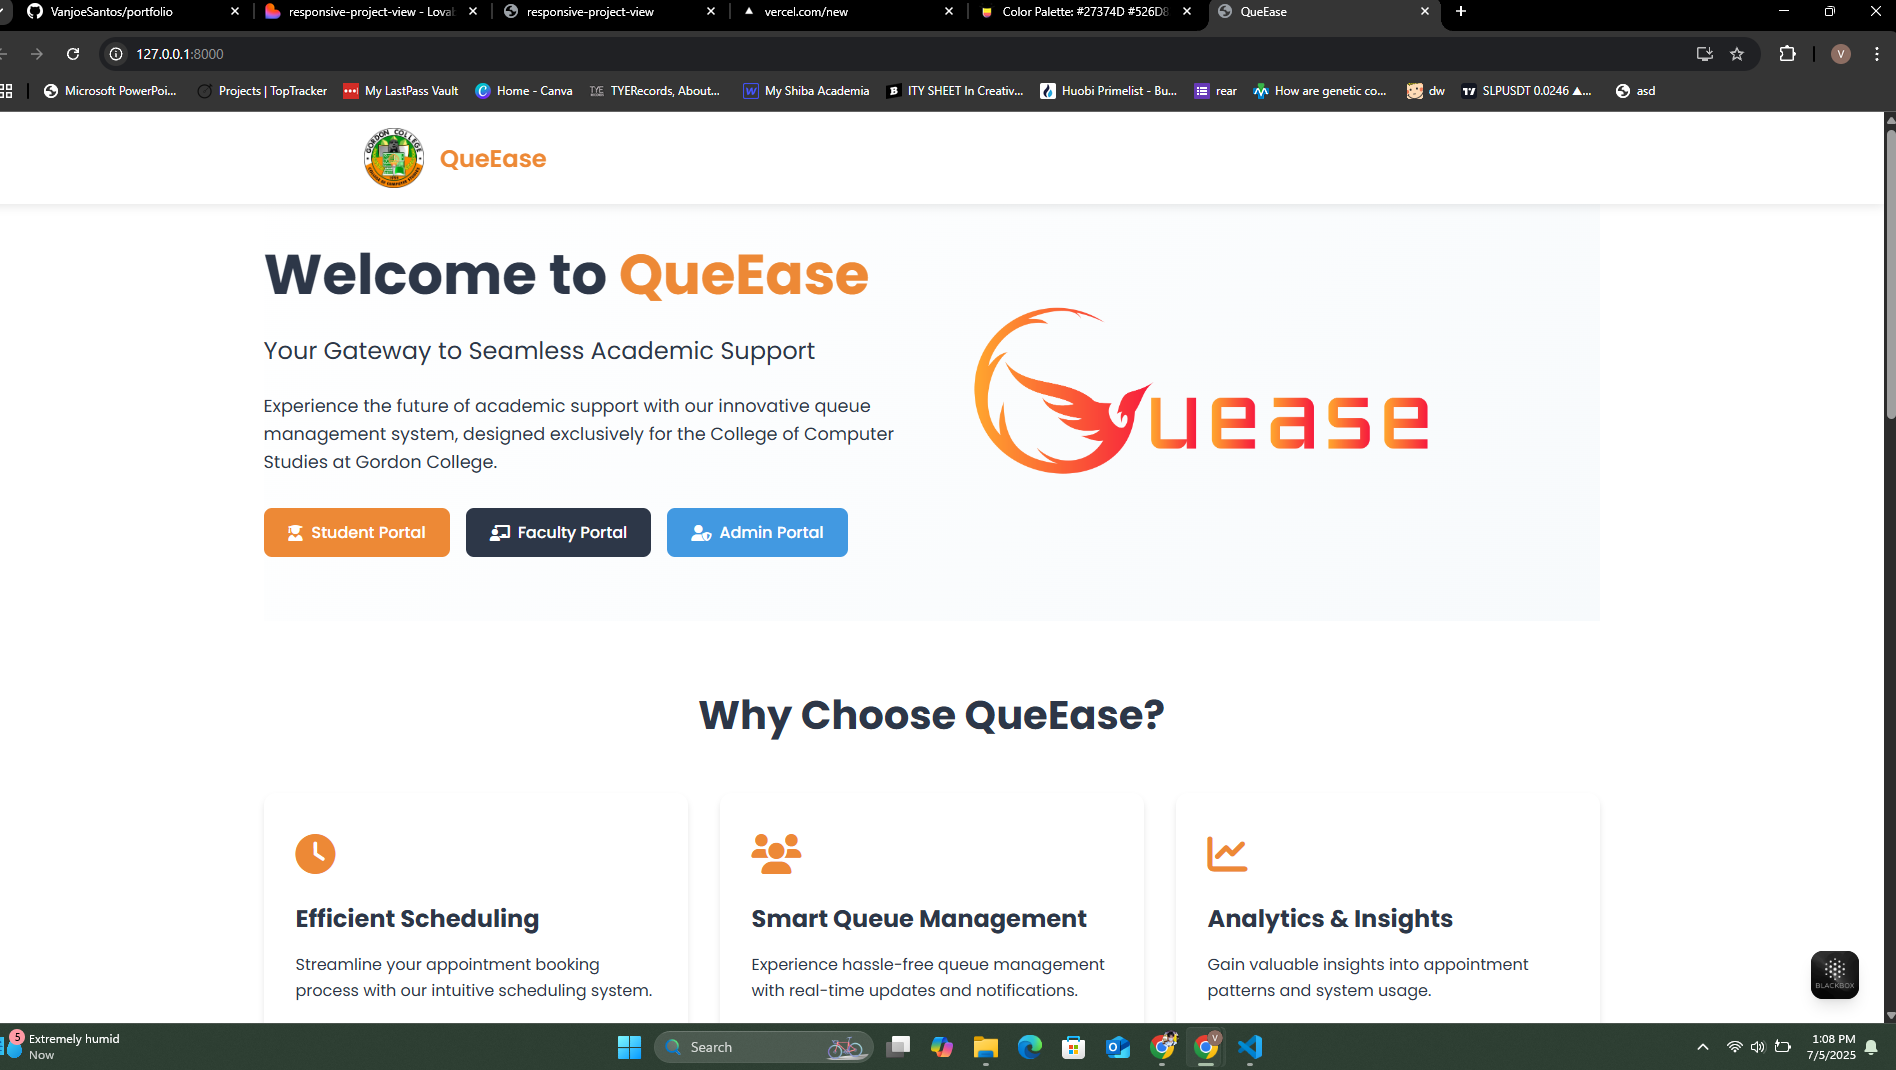 VanjoeSantos/portfolio
responsive-project-view - Lovab
responsive-project-view
vercel.com/new
Color Palette: #27374D #526D8
QueEase
127.0.0.1:8000
V
Microsoft PowerPoi...
Projects | TopTracker
My LastPass Vault
Home - Canva
TYERecords, About...
My Shiba Academia
ITY SHEET In Creativ...
Huobi Primelist - Bu...
rear
How are genetic co...
dw
SLPUSDT 0.0246 ▲...
asd
GORDON COLLEGE
QueEase
Welcome to QueEase
Your Gateway to Seamless Academic Support
Experience the future of academic support with our innovative queue
management system, designed exclusively for the College of Computer
Studies at Gordon College.
uease
Student Portal
Faculty Portal
Admin Portal
Why Choose QueEase?
Efficient Scheduling
Streamline your appointment booking
process with our intuitive scheduling system.
Smart Queue Management
Experience hassle-free queue management
with real-time updates and notifications.
Analytics & Insights
Gain valuable insights into appointment
patterns and system usage.
BLACKBOX
5
Extremely humid
Now
Search
1:08 PM
7/5/2025